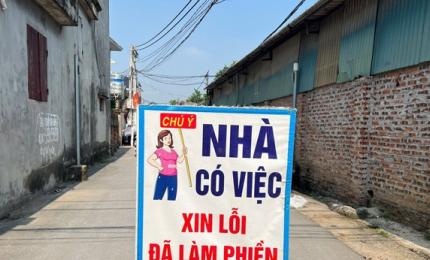 CHÚ Ý
NHÀ
CÓ VIỆC
XIN LỖI
ĐÃ LÀM PHIỀN